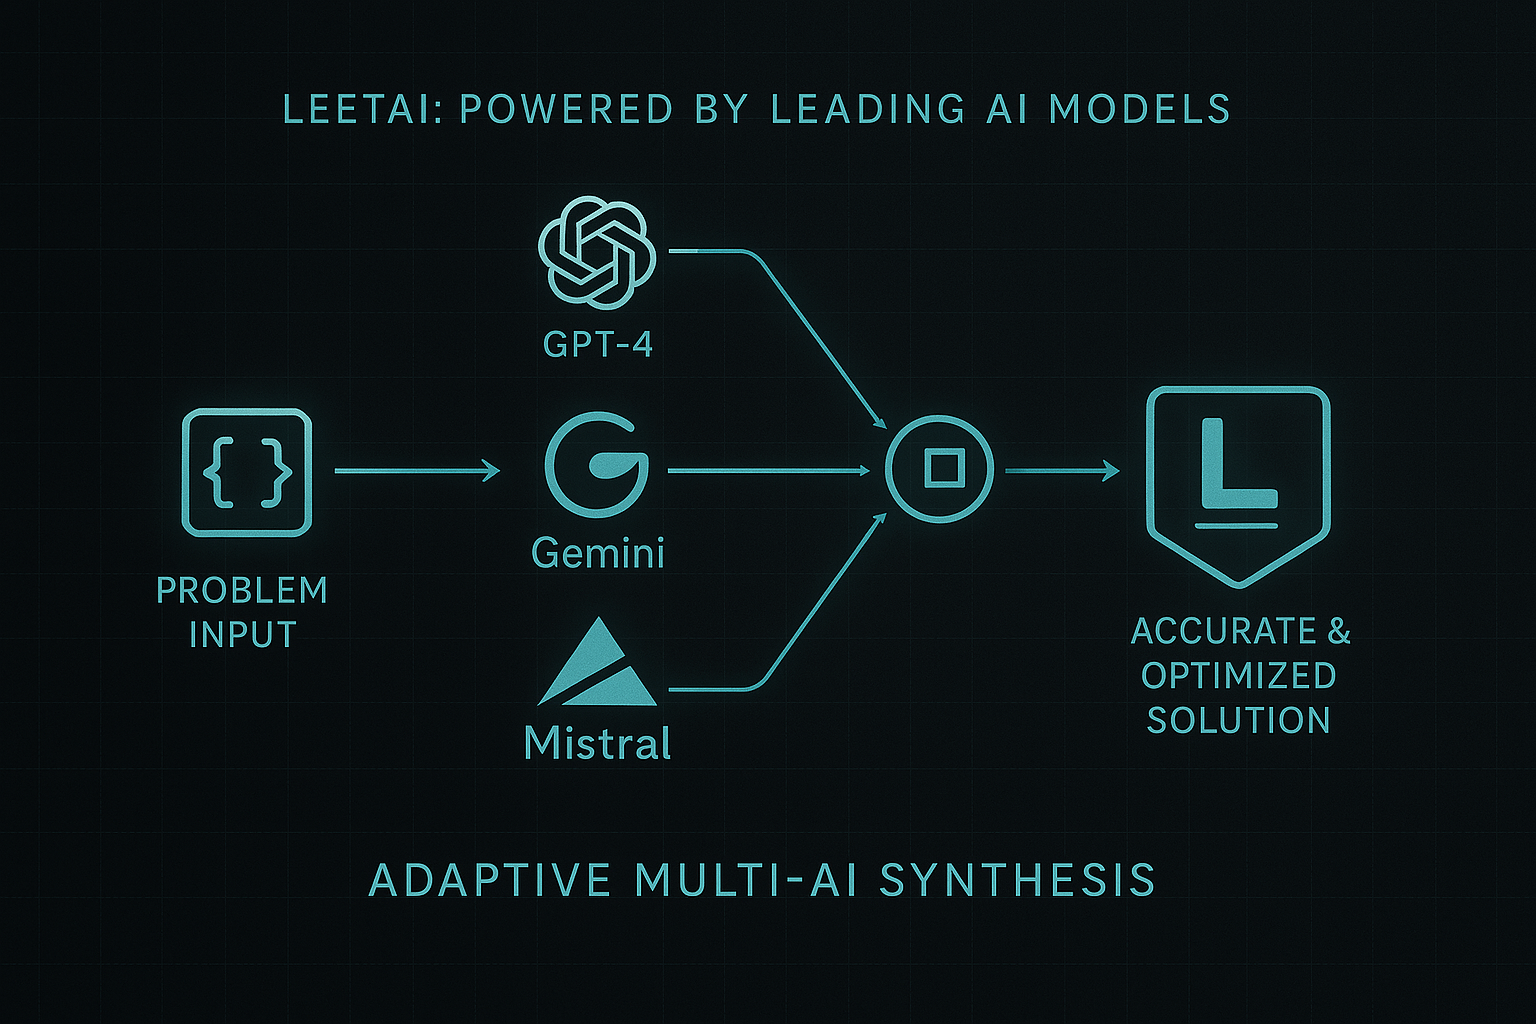 LEETAI: POWERED BY LEADING AI MODELS
GPT-4
{ }
PROBLEM
INPUT
Gemini
Mistral
L
ACCURATE &
OPTIMIZED
SOLUTION
ADAPTIVE MULTI-AI SYNTHESIS